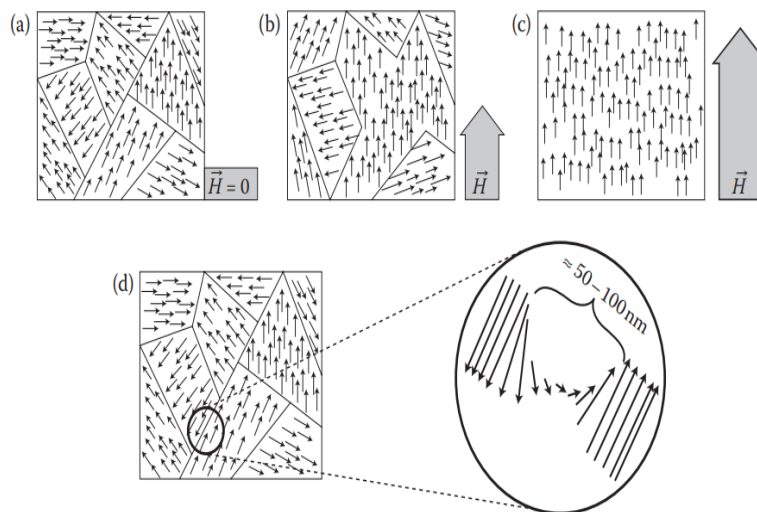 (a)
H⃗ = 0
(b)
H⃗
(c)
H⃗
(d)
≈ 50 – 100 nm